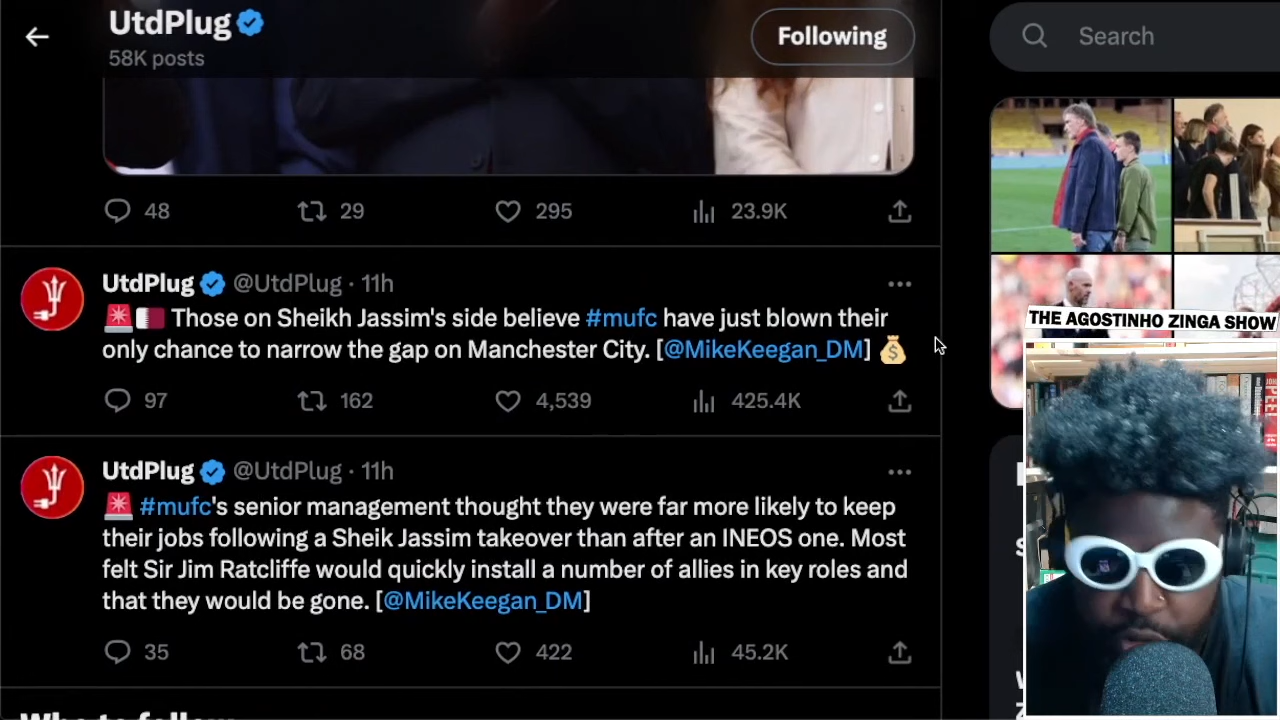 UtdPlug
58K posts
Following
Search
48 29 295 23.9K
UtdPlug @UtdPlug · 11h
🚨🇶🇦 Those on Sheikh Jassim's side believe #mufc have just blown their
only chance to narrow the gap on Manchester City. [@MikeKeegan_DM] 💰
97 162 4,539 425.4K
UtdPlug @UtdPlug · 11h
🚨 #mufc's senior management thought they were far more likely to keep
their jobs following a Sheik Jassim takeover than after an INEOS one. Most
felt Sir Jim Ratcliffe would quickly install a number of allies in key roles and
that they would be gone. [@MikeKeegan_DM]
35 68 422 45.2K
Who to follow
THE AGOSTINHO ZINGA SHOW